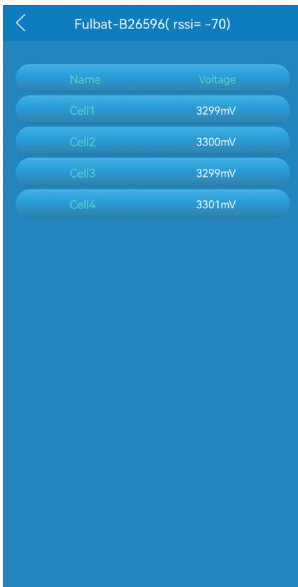 Fulbat-B26596( rssi= -70)
Name Voltage
Cell1 3299mV
Cell2 3300mV
Cell3 3299mV
Cell4 3301mV